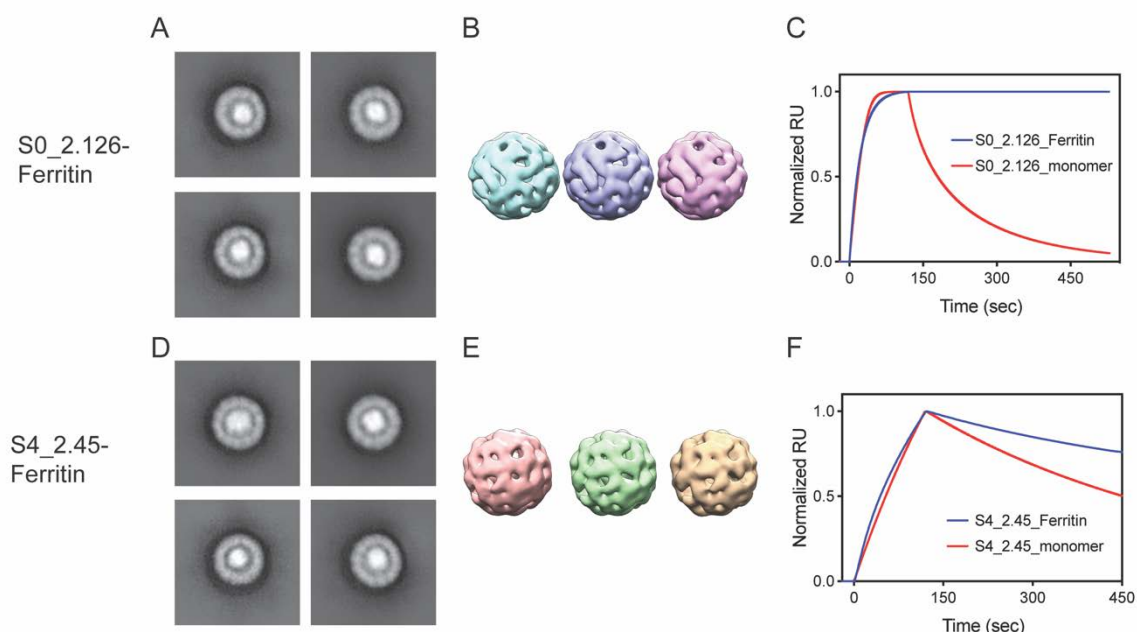 A
B
C
S0_2.126-
Ferritin
Normalized RU
1.0
0.5
0.0
S0_2.126_Ferritin
S0_2.126_monomer
0
150
300
450
Time (sec)
D
E
F
S4_2.45-
Ferritin
Normalized RU
1.0
0.5
0.0
S4_2.45_Ferritin
S4_2.45_monomer
0
150
300
450
Time (sec)